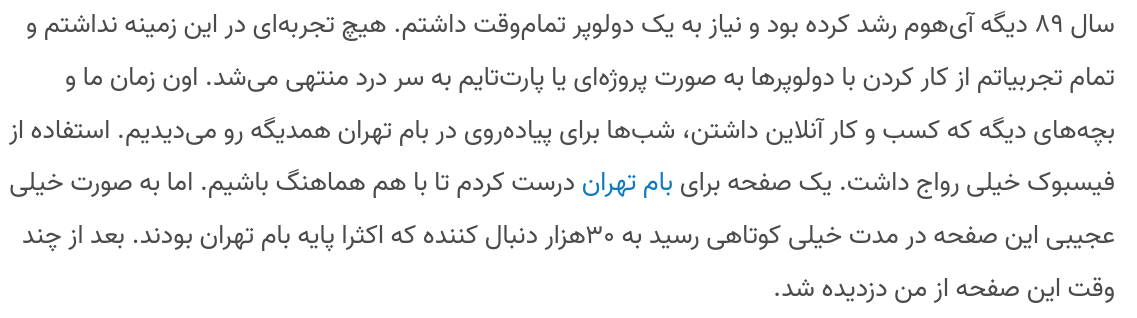 سال ۸۹ دیگه آی‌هوم رشد کرده بود و نیاز به یک دولوپر تمام‌وقت داشتم. هیچ تجربه‌ای در این زمینه نداشتم و
تمام تجربیاتم از کار کردن با دولوپرها به صورت پروژه‌ای یا پارت‌تایم به سر درد منتهی می‌شد. اون زمان ما و
بچه‌های دیگه که کسب و کار آنلاین داشتن، شب‌ها برای پیاده‌روی در بام تهران همدیگه رو می‌دیدیم. استفاده از
فیسبوک خیلی رواج داشت. یک صفحه برای بام تهران درست کردم تا با هم هماهنگ باشیم. اما به صورت خیلی
عجیبی این صفحه در مدت خیلی کوتاهی رسید به ۳۰هزار دنبال کننده که اکثرا پایه بام تهران بودند. بعد از چند
وقت این صفحه از من دزدیده شد.